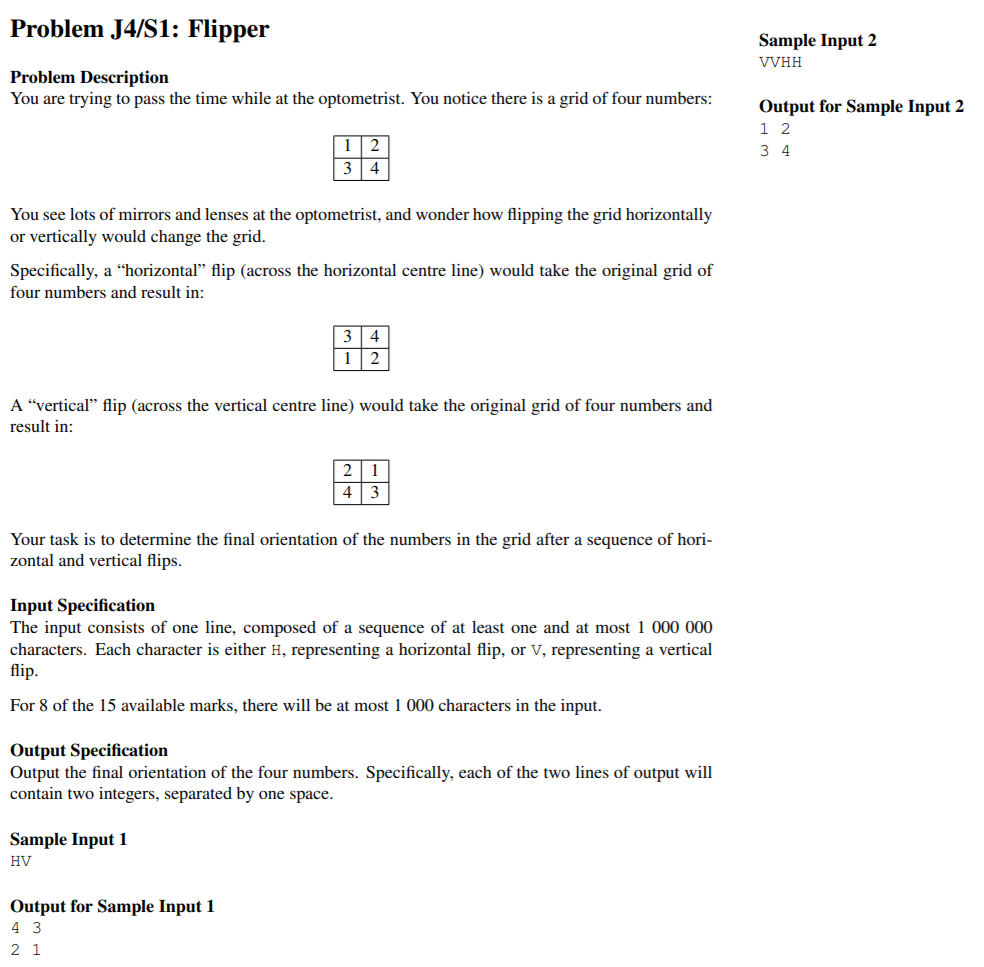 Problem J4/S1: Flipper
Problem Description
You are trying to pass the time while at the optometrist. You notice there is a grid of four numbers:
1 2
3 4
You see lots of mirrors and lenses at the optometrist, and wonder how flipping the grid horizontally
or vertically would change the grid.
Specifically, a “horizontal” flip (across the horizontal centre line) would take the original grid of
four numbers and result in:
3 4
1 2
A “vertical” flip (across the vertical centre line) would take the original grid of four numbers and
result in:
2 1
4 3
Your task is to determine the final orientation of the numbers in the grid after a sequence of hori-
zontal and vertical flips.
Input Specification
The input consists of one line, composed of a sequence of at least one and at most 1 000 000
characters. Each character is either H, representing a horizontal flip, or V, representing a vertical
flip.
For 8 of the 15 available marks, there will be at most 1 000 characters in the input.
Output Specification
Output the final orientation of the four numbers. Specifically, each of the two lines of output will
contain two integers, separated by one space.
Sample Input 1
HV
Output for Sample Input 1
4 3
2 1
Sample Input 2
VVHH
Output for Sample Input 2
1 2
3 4